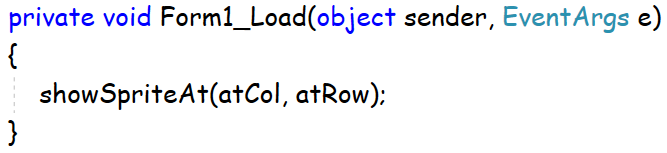 private void Form1_Load(object sender, EventArgs e)
{
showSpriteAt(atCol, atRow);
}